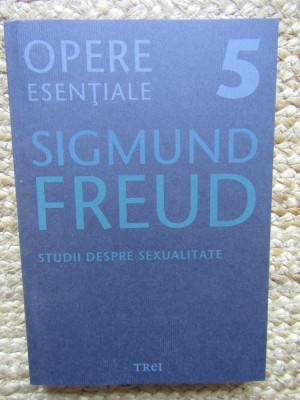 OPERE 5
ESENŢIALE
SIGMUND
FREUD
STUDII DESPRE SEXUALITATE
TREI